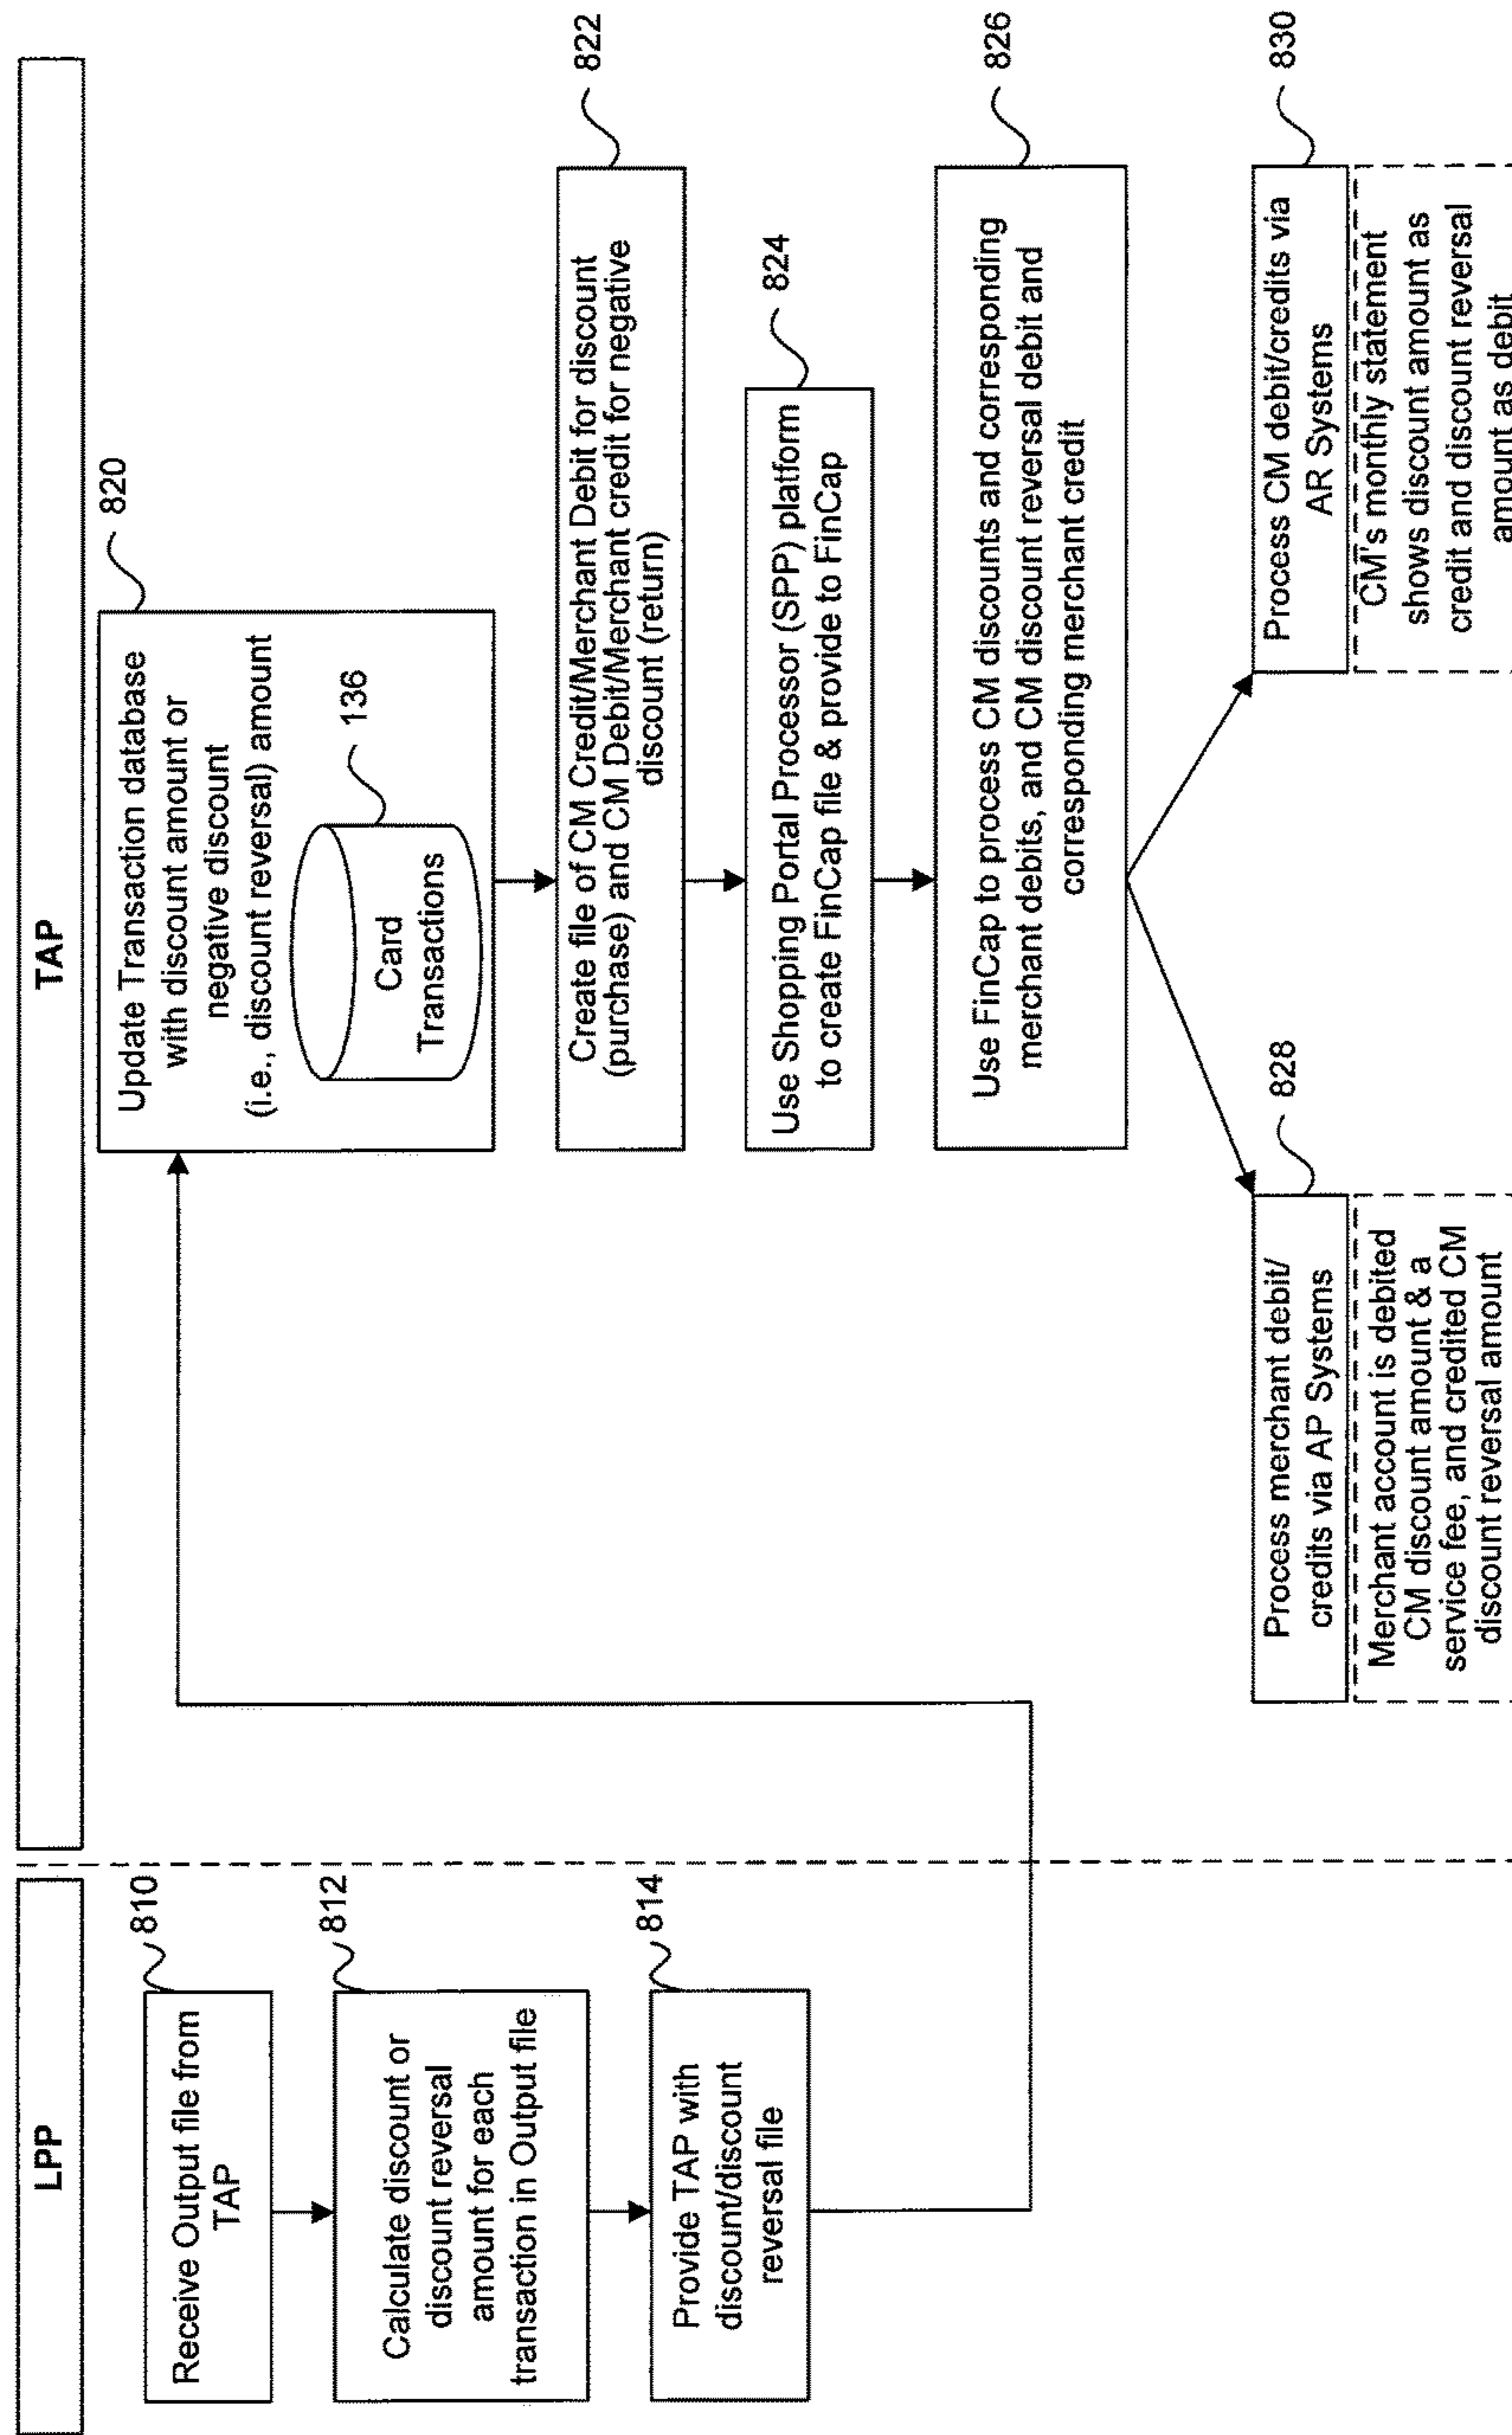 LPP
810
Receive Output file from
TAP
812
Calculate discount or
discount reversal
amount for each
transaction in Output file
814
Provide TAP with
discount/discount
reversal file
TAP
820
Update Transaction database
with discount amount or
negative discount
(i.e., discount reversal) amount
136
Card
Transactions
822
Create file of CM Credit/Merchant Debit for discount
(purchase) and CM Debit/Merchant credit for negative
discount (return)
824
Use Shopping Portal Processor (SPP) platform
to create FinCap file & provide to FinCap
826
Use FinCap to process CM discounts and corresponding
merchant debits, and CM discount reversal debit and
corresponding merchant credit
828
Process merchant debit/
credits via AP Systems
Merchant account is debited
CM discount amount & a
service fee, and credited CM
discount reversal amount
830
Process CM debit/credits via
AR Systems
CM's monthly statement
shows discount amount as
credit and discount reversal
amount as debit